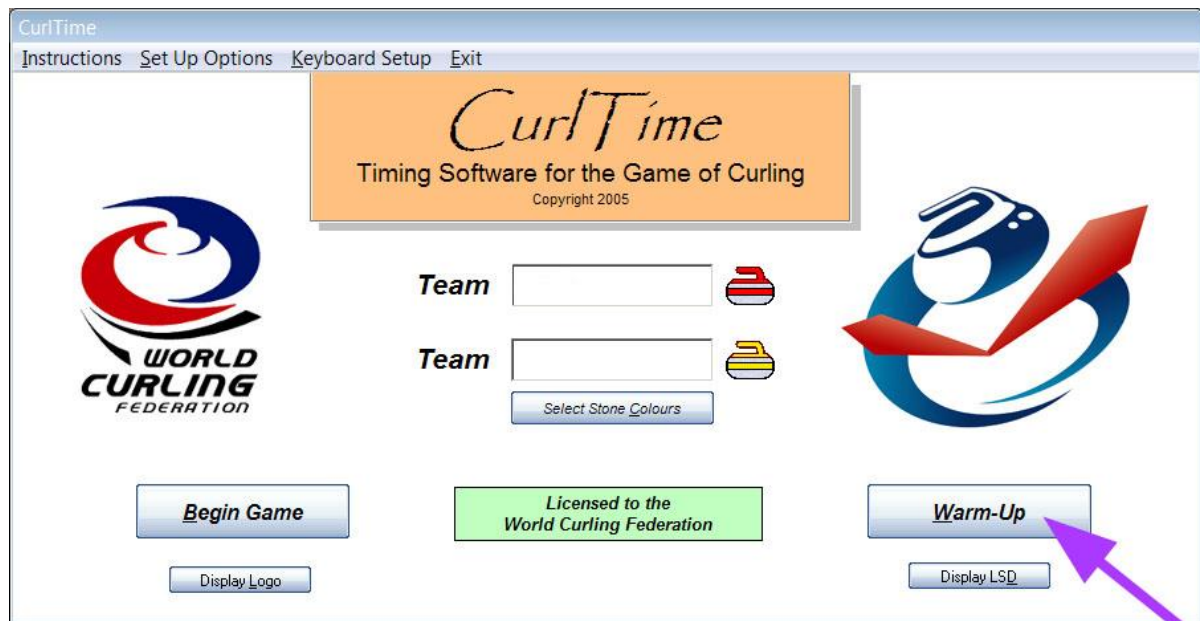 CurlTime
Instructions Set Up Options Keyboard Setup Exit
CurlTime
Timing Software for the Game of Curling
Copyright 2005
WORLD
CURLING
FEDERATION
Team
Team
Select Stone Colours
Begin Game
Licensed to the
World Curling Federation
Warm-Up
Display Logo
Display LSD